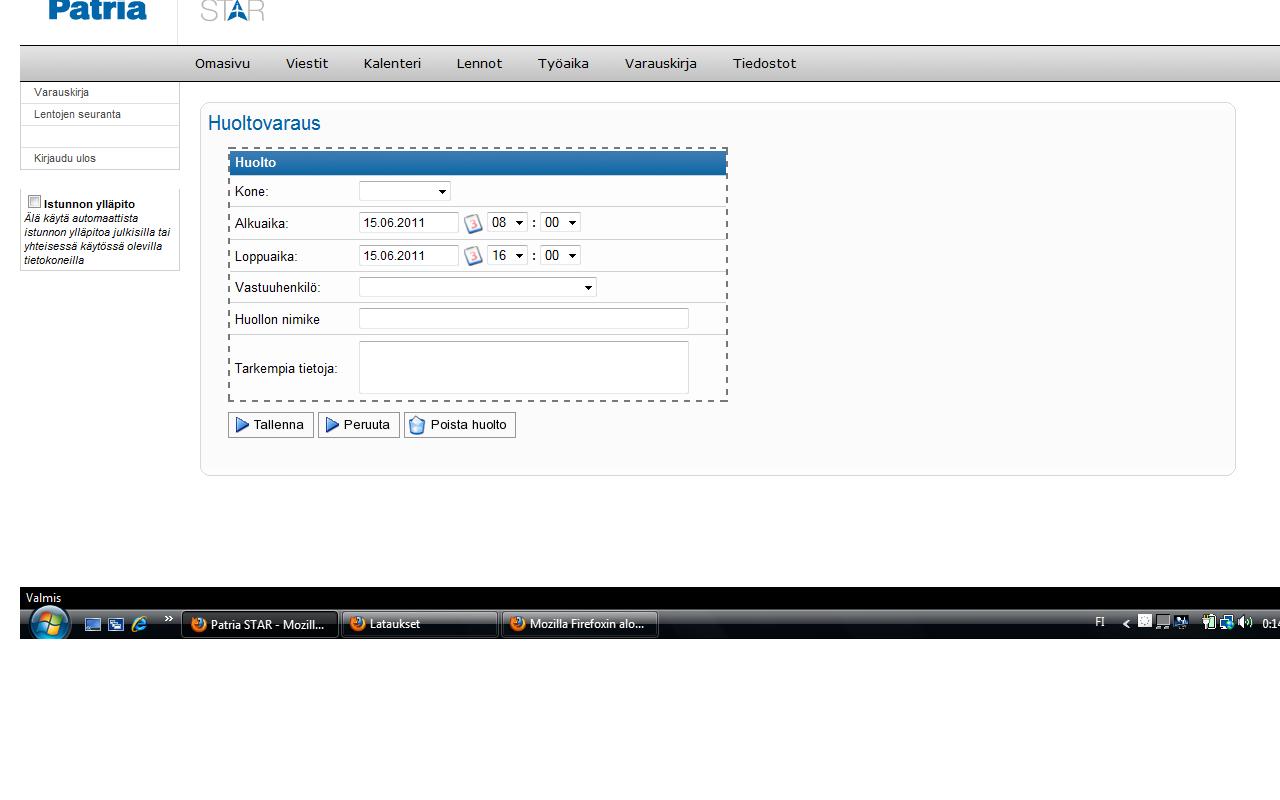 Patria STAR
Omasivu Viestit Kalenteri Lennot Työaika Varauskirja Tiedostot
Varauskirja
Lentojen seuranta
Kirjaudu ulos
Istunnon ylläpito
Älä käytä automaattista
istunnon ylläpitoa julkisilla tai
yhteisessä käytössä olevilla
tietokoneilla
Huoltovaraus
Huolto
Kone:
Alkuaika: 15.06.2011 3 08 : 00
Loppuaika: 15.06.2011 3 16 : 00
Vastuuhenkilö:
Huollon nimike
Tarkempia tietoja:
Tallenna Peruuta Poista huolto
Valmis
» Patria STAR - Mozill... Lataukset Mozilla Firefoxin alo... FI < 0:14